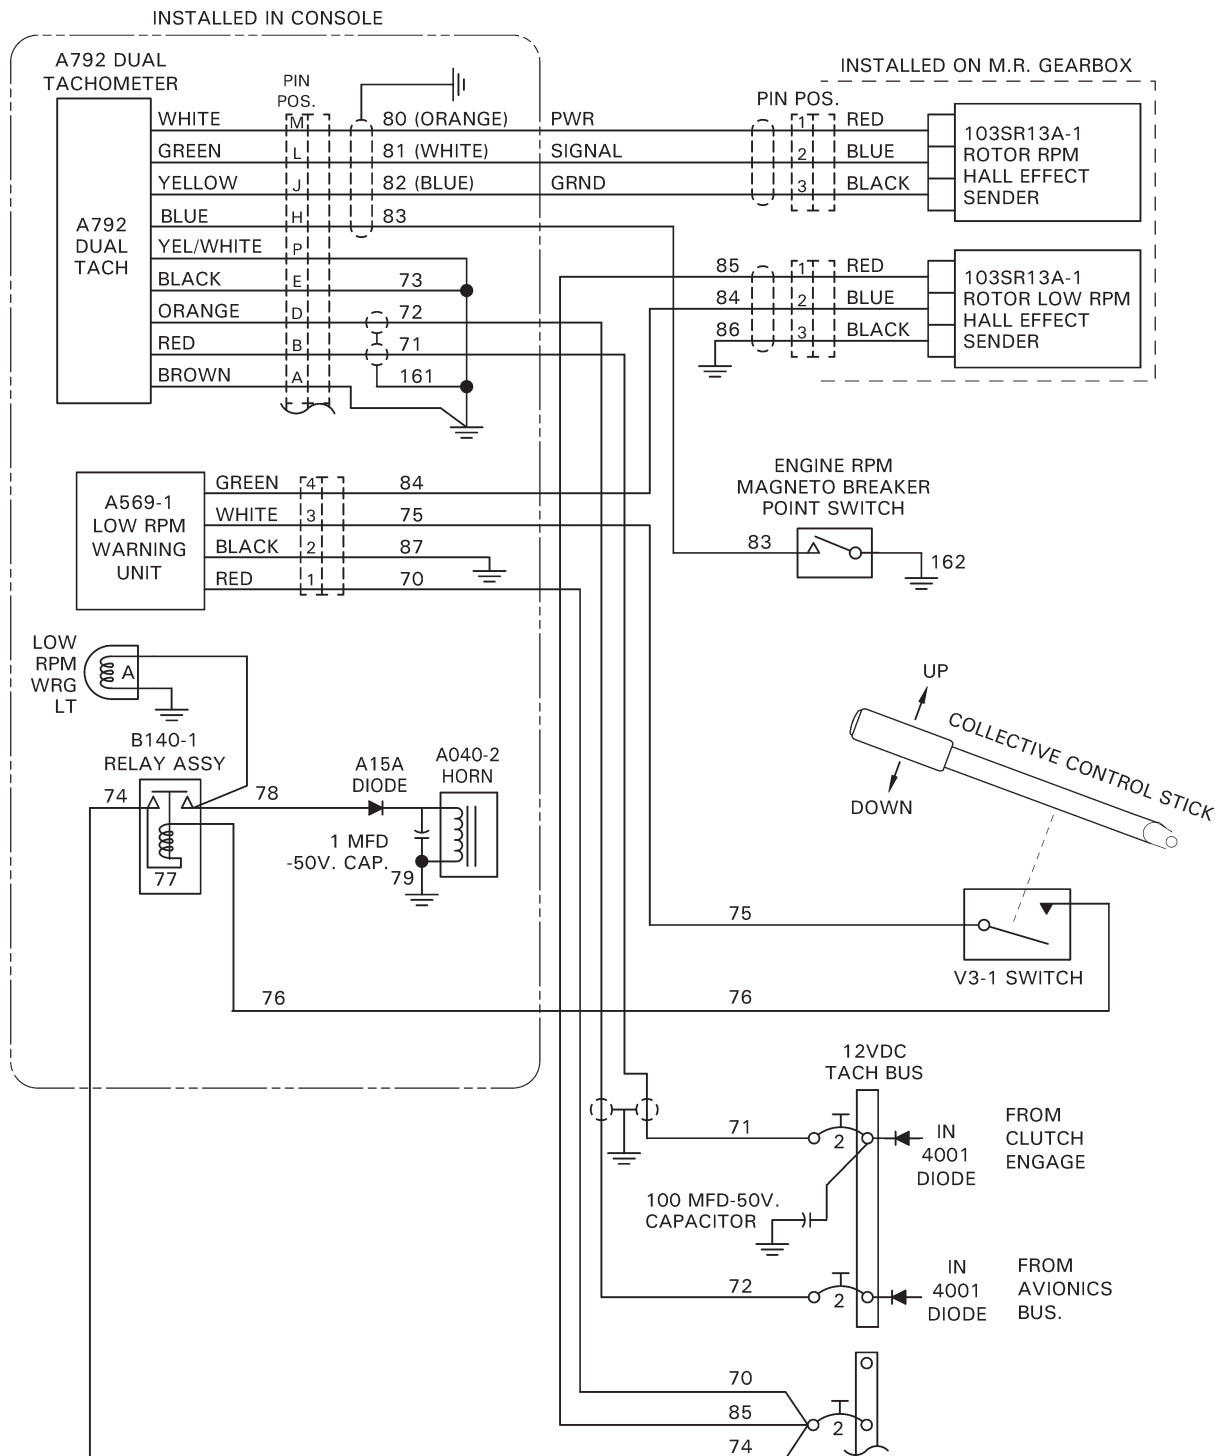 INSTALLED IN CONSOLE
A792 DUAL
TACHOMETER
PIN
POS.
A792
DUAL
TACH
WHITE
M
80 (ORANGE)
PWR
GREEN
L
81 (WHITE)
SIGNAL
YELLOW
J
82 (BLUE)
GRND
BLUE
H
83
YEL/WHITE
P
BLACK
E
73
ORANGE
D
72
RED
B
71
BROWN
A
161
INSTALLED ON M.R. GEARBOX
PIN POS.
1
RED
2
BLUE
3
BLACK
103SR13A-1
ROTOR RPM
HALL EFFECT
SENDER
85
1
RED
84
2
BLUE
86
3
BLACK
103SR13A-1
ROTOR LOW RPM
HALL EFFECT
SENDER
A569-1
LOW RPM
WARNING
UNIT
GREEN
4
84
WHITE
3
75
BLACK
2
87
RED
1
70
ENGINE RPM
MAGNETO BREAKER
POINT SWITCH
83
162
LOW
RPM
WRG
LT
A
B140-1
RELAY ASSY
74
78
77
A15A
DIODE
A040-2
HORN
1 MFD
-50V. CAP.
79
UP
DOWN
COLLECTIVE CONTROL STICK
75
V3-1 SWITCH
76
76
12VDC
TACH BUS
71
2
IN
4001
DIODE
FROM
CLUTCH
ENGAGE
100 MFD-50V.
CAPACITOR
72
2
IN
4001
DIODE
FROM
AVIONICS
BUS.
70
85
2
74